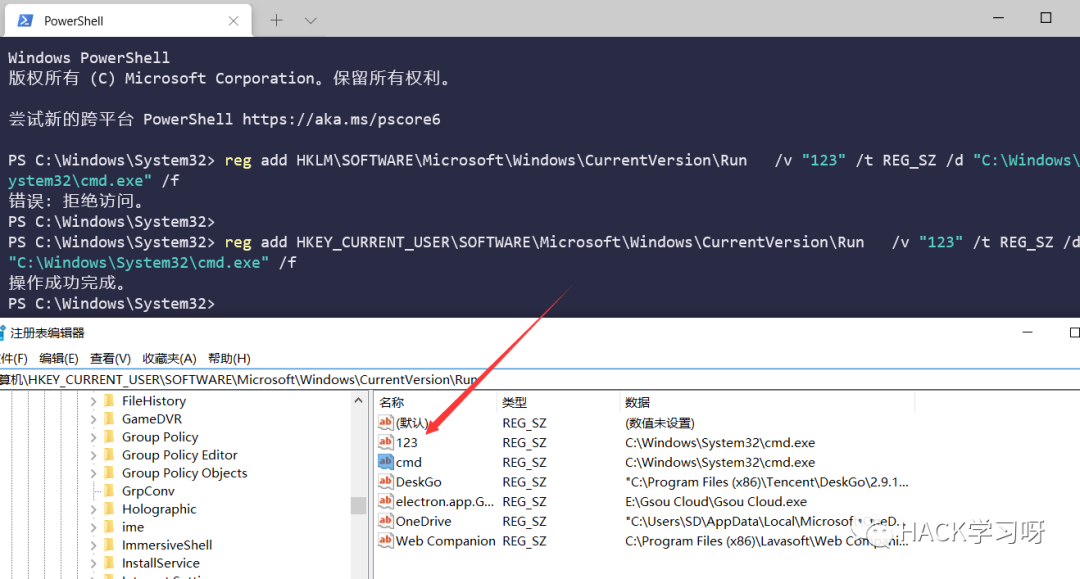 PowerShell
Windows PowerShell
版权所有 (C) Microsoft Corporation。保留所有权利。
尝试新的跨平台 PowerShell https://aka.ms/pscore6
PS C:\Windows\System32> reg add HKLM\SOFTWARE\Microsoft\Windows\CurrentVersion\Run /v "123" /t REG_SZ /d "C:\Windows\
ystem32\cmd.exe" /f
错误: 拒绝访问。
PS C:\Windows\System32>
PS C:\Windows\System32> reg add HKEY_CURRENT_USER\SOFTWARE\Microsoft\Windows\CurrentVersion\Run /v "123" /t REG_SZ /d
"C:\Windows\System32\cmd.exe" /f
操作成功完成。
PS C:\Windows\System32>
注册表编辑器
件(F) 编辑(E) 查看(V) 收藏夹(A) 帮助(H)
算机\HKEY_CURRENT_USER\SOFTWARE\Microsoft\Windows\CurrentVersion\Run
FileHistory
GameDVR
Group Policy
Group Policy Editor
Group Policy Objects
GrpConv
Holographic
ime
ImmersiveShell
InstallService
名称 类型 数据
(默认) REG_SZ (数值未设置)
123 REG_SZ C:\Windows\System32\cmd.exe
cmd REG_SZ C:\Windows\System32\cmd.exe
DeskGo REG_SZ "C:\Program Files (x86)\Tencent\DeskGo\2.9.1...
electron.app.G... REG_SZ E:\Gsou Cloud\Gsou Cloud.exe
OneDrive REG_SZ "C:\Users\SD\AppData\Local\Microsoft
Web Companion REG_SZ C:\Program Files (x86)\Lavasoft\Web
HACK学习呀